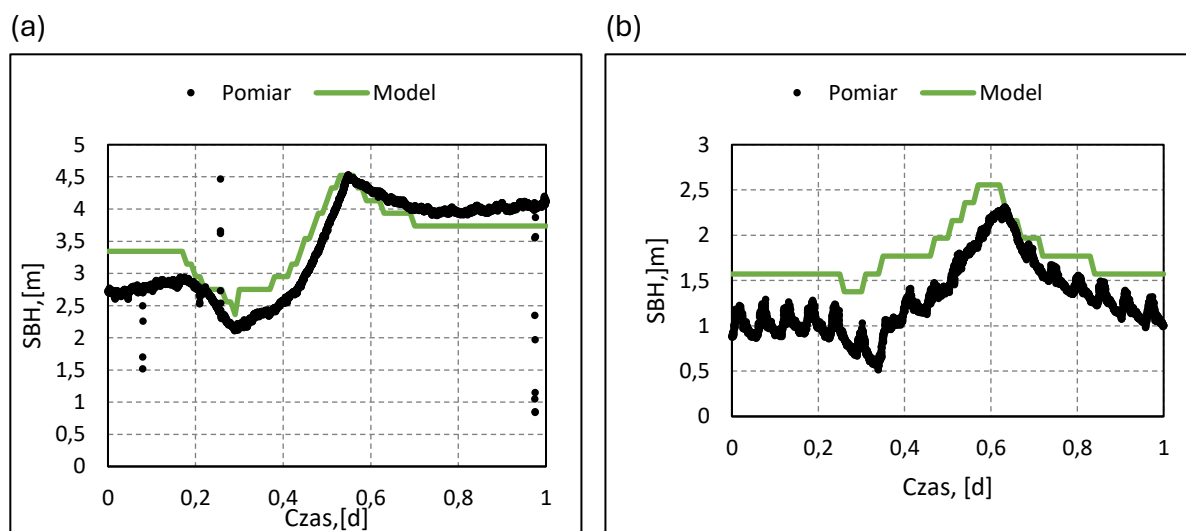 (a)
Pomiar Model
5
4,5
4
3,5
3
2,5
2
1,5
1
0,5
0
SBH,[m]
0 0,2 0,4 0,6 0,8 1
Czas,[d]
(b)
Pomiar Model
3
2,5
2
1,5
1
0,5
0
SBH,]m]
0 0,2 0,4 0,6 0,8 1
Czas, [d]